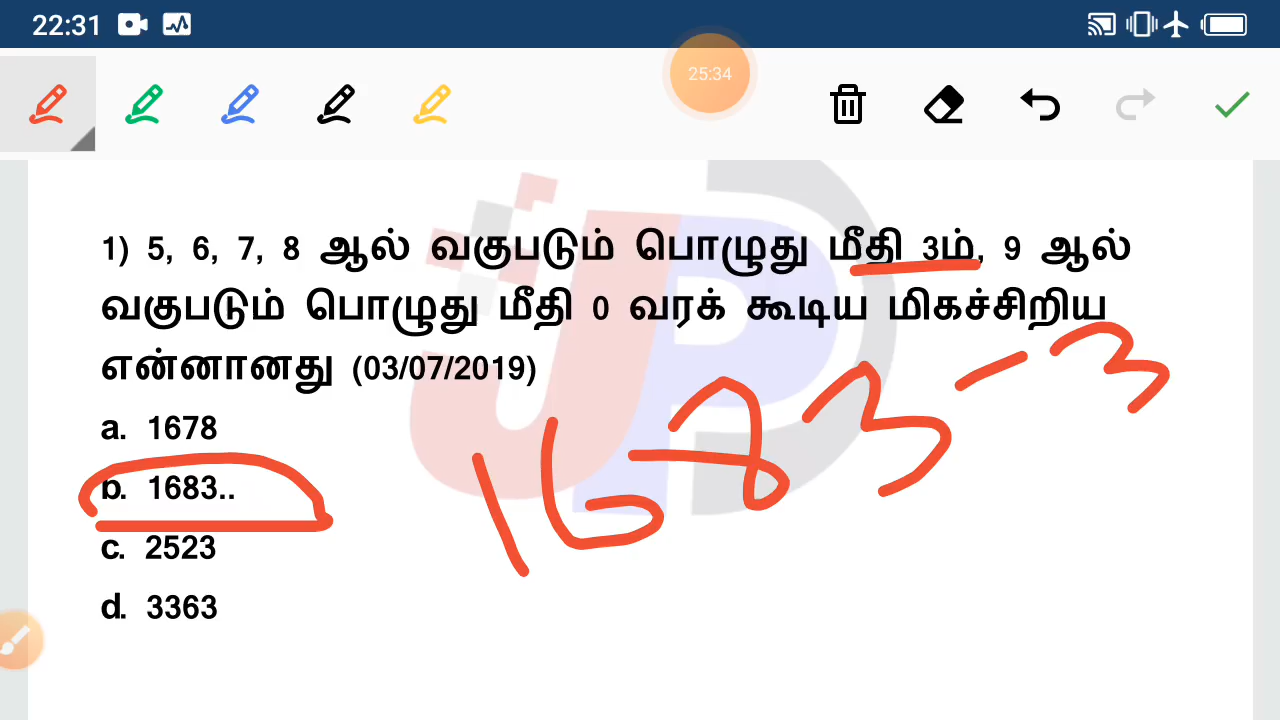 22:31
25:34
1) 5, 6, 7, 8 ஆல் வகுபடும் பொழுது மீதி 3ம், 9 ஆல்
வகுபடும் பொழுது மீதி 0 வரக் கூடிய மிகச்சிறிய
என்னானது (03/07/2019)
a. 1678
b. 1683..
c. 2523
d. 3363
1683 - 3